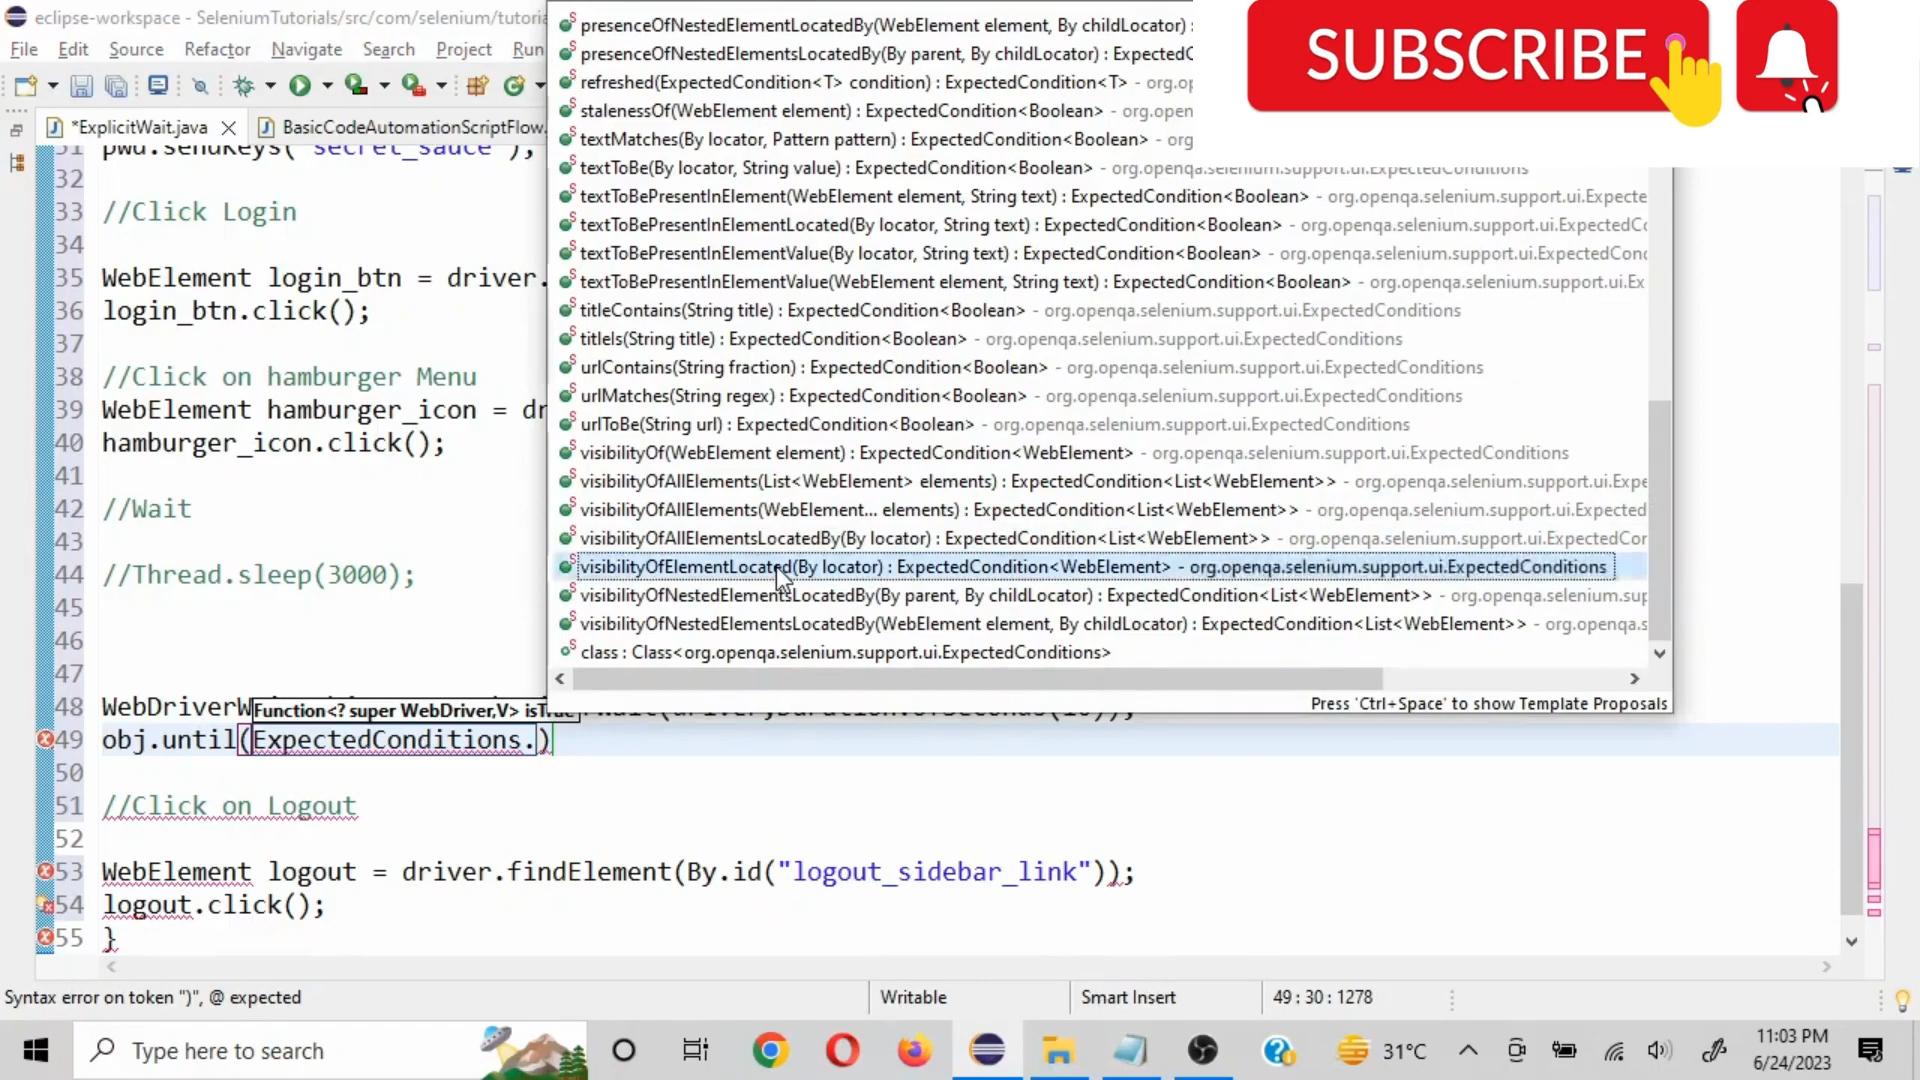 eclipse-workspace - SeleniumTutorials/src/com/selenium/tutoria
File Edit Source Refactor Navigate Search Project Run
*ExplicitWait.java
BasicCodeAutomationScriptFlow.
SUBSCRIBE
presenceOfNestedElementLocatedBy(WebElement element, By childLocator) :
presenceOfNestedElementsLocatedBy(By parent, By childLocator) : ExpectedC
refreshed(ExpectedCondition<T> condition) : ExpectedCondition<T> - org.op
stalenessOf(WebElement element) : ExpectedCondition<Boolean> - org.open
textMatches(By locator, Pattern pattern) : ExpectedCondition<Boolean> - org
textToBe(By locator, String value) : ExpectedCondition<Boolean> - org.openqa.selenium.support.ui.ExpectedConditions
textToBePresentInElement(WebElement element, String text) : ExpectedCondition<Boolean> - org.openqa.selenium.support.ui.Expecte
textToBePresentInElementLocated(By locator, String text) : ExpectedCondition<Boolean> - org.openqa.selenium.support.ui.ExpectedCo
textToBePresentInElementValue(By locator, String text) : ExpectedCondition<Boolean> - org.openqa.selenium.support.ui.ExpectedCond
textToBePresentInElementValue(WebElement element, String text) : ExpectedCondition<Boolean> - org.openqa.selenium.support.ui.Ex
titleContains(String title) : ExpectedCondition<Boolean> - org.openqa.selenium.support.ui.ExpectedConditions
titleIs(String title) : ExpectedCondition<Boolean> - org.openqa.selenium.support.ui.ExpectedConditions
urlContains(String fraction) : ExpectedCondition<Boolean> - org.openqa.selenium.support.ui.ExpectedConditions
urlMatches(String regex) : ExpectedCondition<Boolean> - org.openqa.selenium.support.ui.ExpectedConditions
urlToBe(String url) : ExpectedCondition<Boolean> - org.openqa.selenium.support.ui.ExpectedConditions
visibilityOf(WebElement element) : ExpectedCondition<WebElement> - org.openqa.selenium.support.ui.ExpectedConditions
visibilityOfAllElements(List<WebElement> elements) : ExpectedCondition<List<WebElement>> - org.openqa.selenium.support.ui.Expe
visibilityOfAllElements(WebElement... elements) : ExpectedCondition<List<WebElement>> - org.openqa.selenium.support.ui.Expected
visibilityOfAllElementsLocatedBy(By locator) : ExpectedCondition<List<WebElement>> - org.openqa.selenium.support.ui.ExpectedCor
visibilityOfElementLocated(By locator) : ExpectedCondition<WebElement> - org.openqa.selenium.support.ui.ExpectedConditions
visibilityOfNestedElementsLocatedBy(By parent, By childLocator) : ExpectedCondition<List<WebElement>> - org.openqa.selenium.sup
visibilityOfNestedElementsLocatedBy(WebElement element, By childLocator) : ExpectedCondition<List<WebElement>> - org.openqa.s
class : Class<org.openqa.selenium.support.ui.ExpectedConditions>
Press 'Ctrl+Space' to show Template Proposals
31 pwd.sendKeys("secret_sauce");
32
33 //Click Login
34
35 WebElement login_btn = driver.
36 login_btn.click();
37
38 //Click on hamburger Menu
39 WebElement hamburger_icon = dr
40 hamburger_icon.click();
41
42 //Wait
43
44 //Thread.sleep(3000);
45
46
47
48 WebDriverW
Function<? super WebDriver,V> isTrue
rWait(driver,Duration.ofSeconds(10));
49 obj.until(ExpectedConditions.)
50
51 //Click on Logout
52
53 WebElement logout = driver.findElement(By.id("logout_sidebar_link"));
54 logout.click();
55 }
Syntax error on token ")", @ expected
Writable
Smart Insert
49 : 30 : 1278
Type here to search
31°C
11:03 PM
6/24/2023